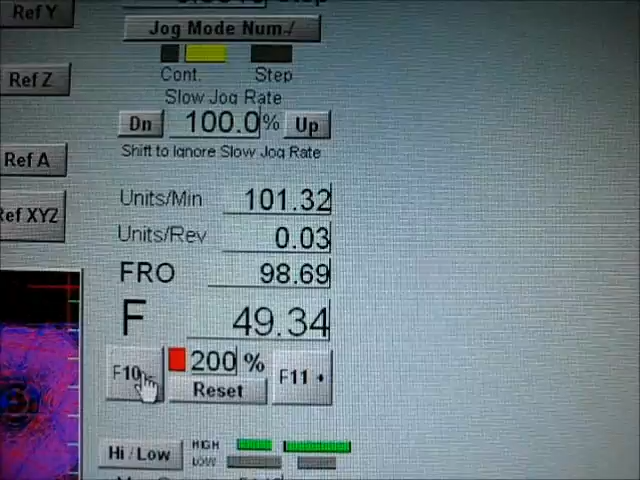 Ref Y
Step
Jog Mode Num-/
Ref Z
Cont. Step
Slow Jog Rate
Dn 100.0 % Up
Ref A
Shift to Ignore Slow Jog Rate
Units/Min 101.32
Ref XYZ
Units/Rev 0.03
FRO 98.69
F 49.34
F10 200 % F11 +
Reset
Hi / Low HIGH
LOW